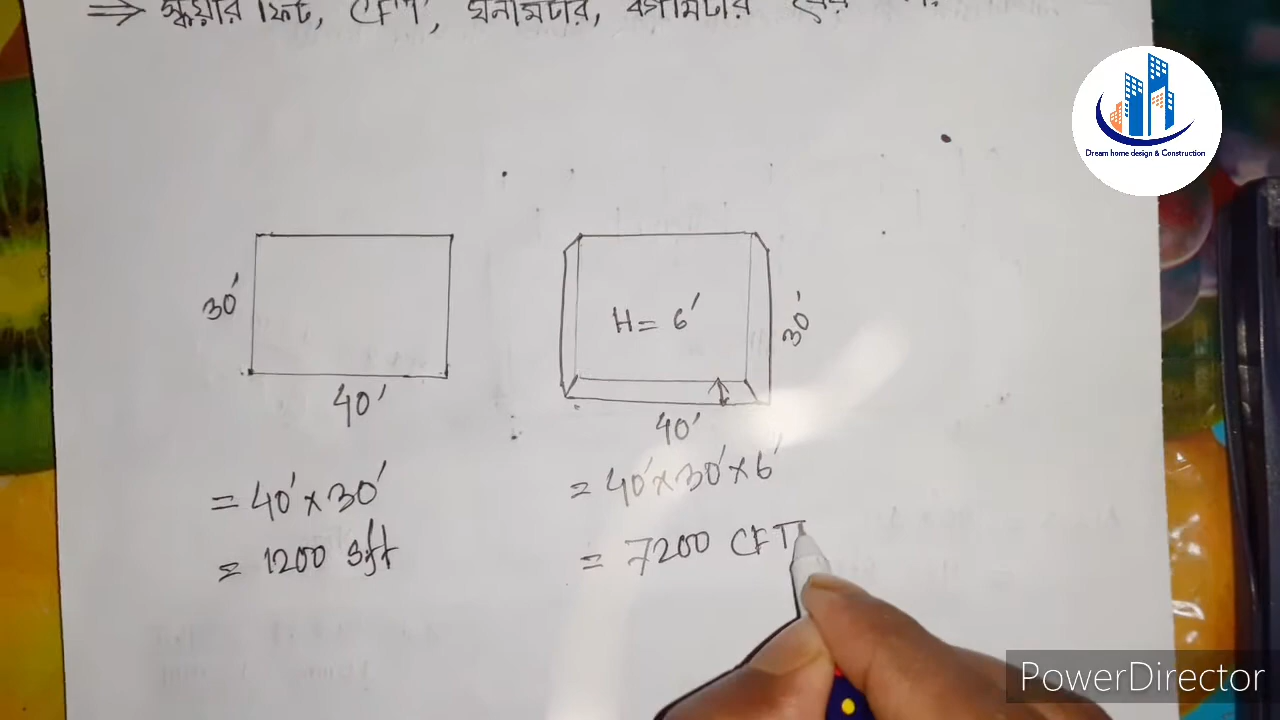 ⇒ স্কয়ার ফিট, CFT, ঘনমিটার, বর্গমিটার
Dream home design & Construction
30'
40'
H = 6'
30'
40'
= 40' x 30'
= 1200 sft
= 40' x 30' x 6'
= 7200 CFT
PowerDirector